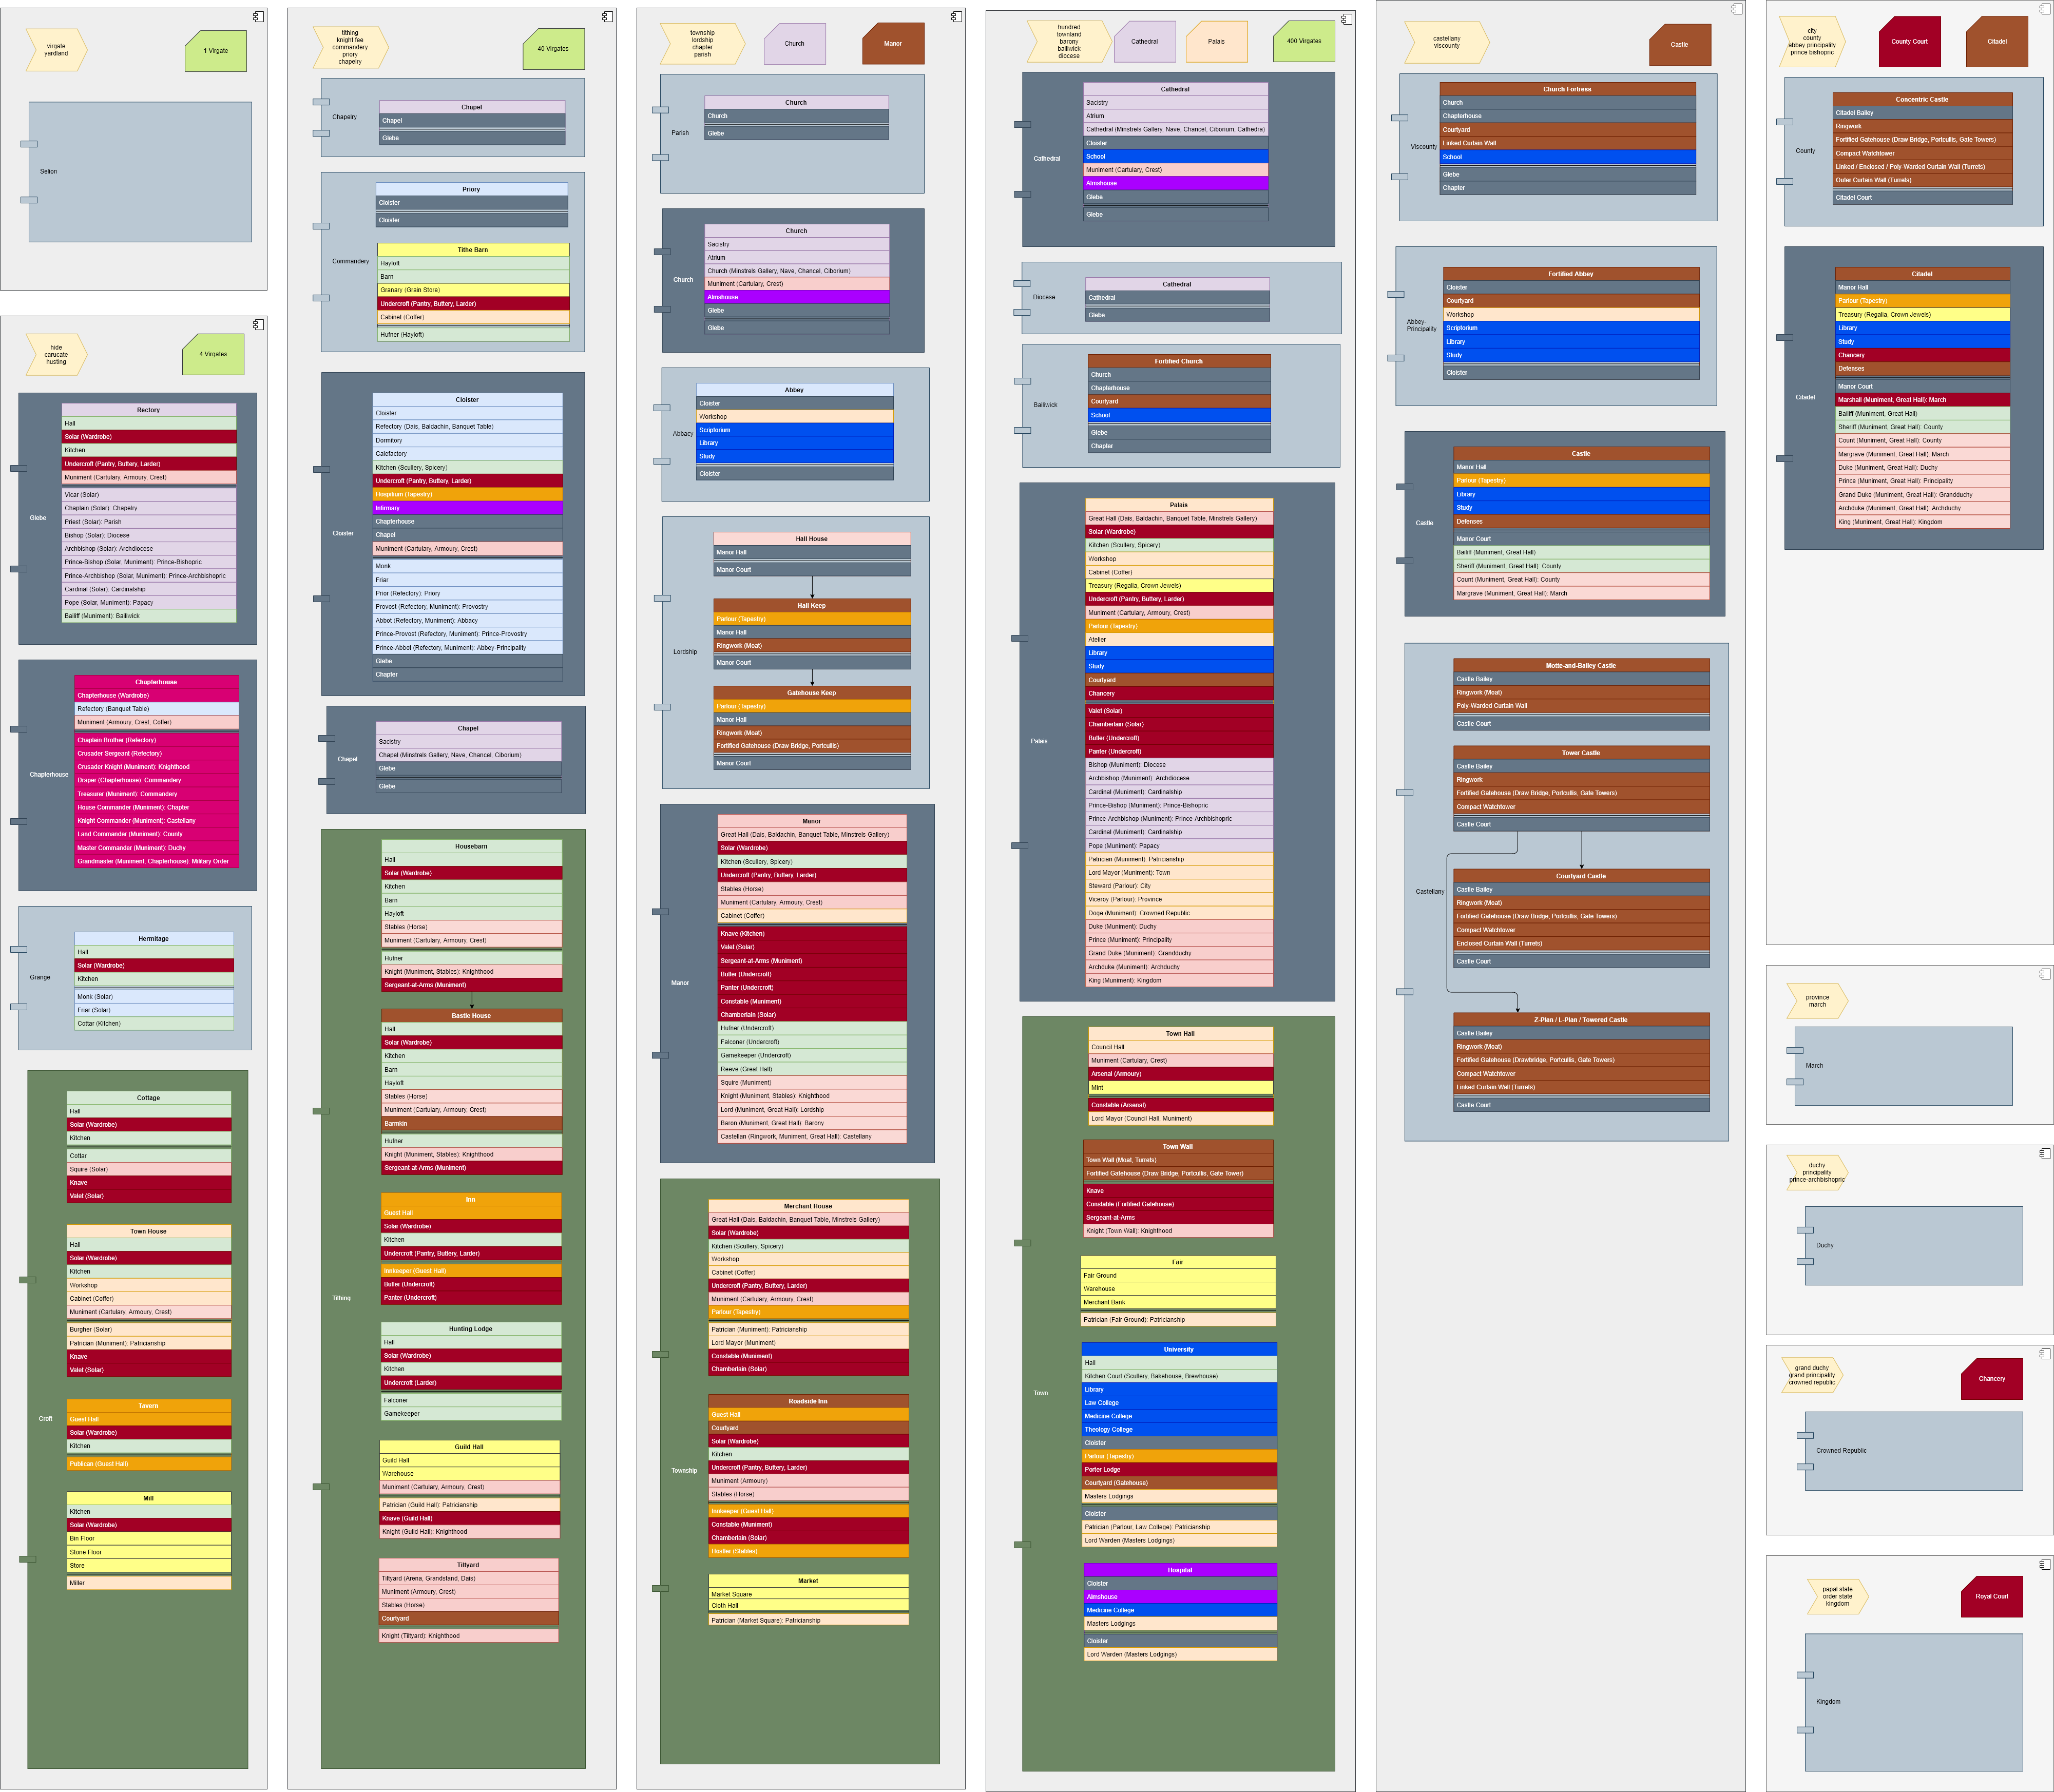 virgate
yardland
1 Virgate
Selion
hide
carucate
husting
4 Virgates
Glebe
Rectory
Hall
Solar (Wardrobe)
Kitchen
Undercroft (Pantry, Buttery, Larder)
Muniment (Cartulary, Armoury, Crest)
Vicar (Solar)
Chaplain (Solar): Chapelry
Priest (Solar): Parish
Bishop (Solar): Diocese
Archbishop (Solar): Archdiocese
Prince-Bishop (Solar, Muniment): Prince-Bishopric
Prince-Archbishop (Solar, Muniment): Prince-Archbishopric
Cardinal (Solar): Cardinalship
Pope (Solar, Muniment): Papacy
Bailiff (Muniment): Bailiwick
Chapterhouse
Chapterhouse
Chapterhouse (Wardrobe)
Refectory (Banquet Table)
Muniment (Armoury, Crest, Coffer)
Chaplain Brother (Refectory)
Crusader Sergeant (Refectory)
Crusader Knight (Muniment): Knighthood
Draper (Chapterhouse): Commandery
Treasurer (Muniment): Commandery
House Commander (Muniment): Chapter
Knight Commander (Muniment): Castellany
Land Commander (Muniment): County
Master Commander (Muniment): Duchy
Grandmaster (Muniment, Chapterhouse): Military Order
Grange
Hermitage
Hall
Solar (Wardrobe)
Kitchen
Monk (Solar)
Friar (Solar)
Cottar (Kitchen)
Croft
Cottage
Hall
Solar (Wardrobe)
Kitchen
Cottar
Squire (Solar)
Knave
Valet (Solar)
Town House
Hall
Solar (Wardrobe)
Kitchen
Workshop
Cabinet (Coffer)
Muniment (Cartulary, Armoury, Crest)
Burgher (Solar)
Patrician (Muniment): Patricianship
Knave
Valet (Solar)
Tavern
Guest Hall
Solar (Wardrobe)
Kitchen
Publican (Guest Hall)
Mill
Kitchen
Solar (Wardrobe)
Bin Floor
Stone Floor
Store
Miller
tithing
knight fee
commandery
priory
chapelry
40 Virgates
Chapelry
Chapel
Chapel
Glebe
Commandery
Priory
Cloister
Cloister
Tithe Barn
Hayloft
Barn
Granary (Grain Store)
Undercroft (Pantry, Buttery, Larder)
Cabinet (Coffer)
Hufner (Hayloft)
Cloister
Cloister
Cloister
Refectory (Dais, Baldachin, Banquet Table)
Dormitory
Calefactory
Kitchen (Scullery, Spicery)
Undercroft (Pantry, Buttery, Larder)
Hospitium (Tapestry)
Infirmary
Chapterhouse
Chapel
Muniment (Cartulary, Armoury, Crest)
Monk
Friar
Prior (Refectory): Priory
Provost (Refectory, Muniment): Provostry
Abbot (Refectory, Muniment): Abbacy
Prince-Provost (Refectory, Muniment): Prince-Provostry
Prince-Abbot (Refectory, Muniment): Abbey-Principality
Glebe
Chapter
Chapel
Chapel
Sacistry
Chapel (Minstrels Gallery, Nave, Chancel, Ciborium)
Glebe
Glebe
Tithing
Housebarn
Hall
Solar (Wardrobe)
Kitchen
Barn
Hayloft
Stables (Horse)
Muniment (Cartulary, Armoury, Crest)
Hufner
Knight (Muniment, Stables): Knighthood
Sergeant-at-Arms (Muniment)
Bastle House
Hall
Solar (Wardrobe)
Kitchen
Barn
Hayloft
Stables (Horse)
Muniment (Cartulary, Armoury, Crest)
Barmkin
Hufner
Knight (Muniment, Stables): Knighthood
Sergeant-at-Arms (Muniment)
Inn
Guest Hall
Solar (Wardrobe)
Kitchen
Undercroft (Pantry, Buttery, Larder)
Innkeeper (Guest Hall)
Butler (Undercroft)
Panter (Undercroft)
Hunting Lodge
Hall
Solar (Wardrobe)
Kitchen
Undercroft (Larder)
Falconer
Gamekeeper
Guild Hall
Guild Hall
Warehouse
Muniment (Cartulary, Armoury, Crest)
Patrician (Guild Hall): Patricianship
Knave (Guild Hall)
Knight (Guild Hall): Knighthood
Tiltyard
Tiltyard (Arena, Grandstand, Dais)
Muniment (Armoury, Crest)
Stables (Horse)
Courtyard
Knight (Tiltyard): Knighthood
township
lordship
chapter
parish
Church
Manor
Parish
Church
Church
Glebe
Church
Church
Sacistry
Atrium
Church (Minstrels Gallery, Nave, Chancel, Ciborium)
Muniment (Cartulary, Crest)
Almshouse
Glebe
Glebe
Abbacy
Abbey
Cloister
Workshop
Scriptorium
Library
Study
Cloister
Lordship
Hall House
Manor Hall
Manor Court
Hall Keep
Parlour (Tapestry)
Manor Hall
Ringwork (Moat)
Manor Court
Gatehouse Keep
Parlour (Tapestry)
Manor Hall
Ringwork (Moat)
Fortified Gatehouse (Draw Bridge, Portcullis)
Manor Court
Manor
Manor
Great Hall (Dais, Baldachin, Banquet Table, Minstrels Gallery)
Solar (Wardrobe)
Kitchen (Scullery, Spicery)
Undercroft (Pantry, Buttery, Larder)
Stables (Horse)
Muniment (Cartulary, Armoury, Crest)
Cabinet (Coffer)
Knave (Kitchen)
Valet (Solar)
Sergeant-at-Arms (Muniment)
Butler (Undercroft)
Panter (Undercroft)
Constable (Muniment)
Chamberlain (Solar)
Hufner (Undercroft)
Falconer (Undercroft)
Gamekeeper (Undercroft)
Reeve (Great Hall)
Squire (Muniment)
Knight (Muniment, Stables): Knighthood
Lord (Muniment, Great Hall): Lordship
Baron (Muniment, Great Hall): Barony
Castellan (Ringwork, Muniment, Great Hall): Castellany
Township
Merchant House
Great Hall (Dais, Baldachin, Banquet Table, Minstrels Gallery)
Solar (Wardrobe)
Kitchen (Scullery, Spicery)
Workshop
Cabinet (Coffer)
Undercroft (Pantry, Buttery, Larder)
Muniment (Cartulary, Armoury, Crest)
Parlour (Tapestry)
Patrician (Muniment): Patricianship
Lord Mayor (Muniment)
Constable (Muniment)
Chamberlain (Solar)
Roadside Inn
Guest Hall
Courtyard
Solar (Wardrobe)
Kitchen
Undercroft (Pantry, Buttery, Larder)
Muniment (Armoury)
Stables (Horse)
Innkeeper (Guest Hall)
Constable (Muniment)
Chamberlain (Solar)
Hostler (Stables)
Market
Market Square
Cloth Hall
Patrician (Market Square): Patricianship
hundred
townland
barony
bailiwick
diocese
Cathedral
Palais
400 Virgates
Cathedral
Cathedral
Sacistry
Atrium
Cathedral (Minstrels Gallery, Nave, Chancel, Ciborium, Cathedra)
Cloister
School
Muniment (Cartulary, Crest)
Almshouse
Glebe
Glebe
Diocese
Cathedral
Cathedral
Glebe
Bailiwick
Fortified Church
Church
Chapterhouse
Courtyard
School
Glebe
Chapter
Palais
Palais
Great Hall (Dais, Baldachin, Banquet Table, Minstrels Gallery)
Solar (Wardrobe)
Kitchen (Scullery, Spicery)
Workshop
Cabinet (Coffer)
Treasury (Regalia, Crown Jewels)
Undercroft (Pantry, Buttery, Larder)
Muniment (Cartulary, Armoury, Crest)
Parlour (Tapestry)
Atelier
Library
Study
Courtyard
Chancery
Valet (Solar)
Chamberlain (Solar)
Butler (Undercroft)
Panter (Undercroft)
Bishop (Muniment): Diocese
Archbishop (Muniment): Archdiocese
Cardinal (Muniment): Cardinalship
Prince-Bishop (Muniment): Prince-Bishopric
Prince-Archbishop (Muniment): Prince-Archbishopric
Cardinal (Muniment): Cardinalship
Pope (Muniment): Papacy
Patrician (Muniment): Patricianship
Lord Mayor (Muniment): Town
Steward (Parlour): City
Viceroy (Parlour): Province
Doge (Muniment): Crowned Republic
Duke (Muniment): Duchy
Prince (Muniment): Principality
Grand Duke (Muniment): Grandduchy
Archduke (Muniment): Archduchy
King (Muniment): Kingdom
Town
Town Hall
Council Hall
Muniment (Cartulary, Crest)
Arsenal (Armoury)
Mint
Constable (Arsenal)
Lord Mayor (Council Hall, Muniment)
Town Wall
Town Wall (Moat, Turrets)
Fortified Gatehouse (Draw Bridge, Portcullis, Gate Tower)
Knave
Constable (Fortified Gatehouse)
Sergeant-at-Arms
Knight (Town Wall): Knighthood
Fair
Fair Ground
Warehouse
Merchant Bank
Patrician (Fair Ground): Patricianship
University
Hall
Kitchen Court (Scullery, Bakehouse, Brewhouse)
Library
Law College
Medicine College
Theology College
Cloister
Parlour (Tapestry)
Porter Lodge
Courtyard (Gatehouse)
Masters Lodgings
Cloister
Patrician (Parlour, Law College): Patricianship
Lord Warden (Masters Lodgings)
Hospital
Cloister
Almshouse
Medicine College
Masters Lodgings
Cloister
Lord Warden (Masters Lodgings)
castellany
viscounty
Castle
Viscounty
Church Fortress
Church
Chapterhouse
Courtyard
Linked Curtain Wall
School
Glebe
Chapter
Abbey-
Principality
Fortified Abbey
Cloister
Courtyard
Workshop
Scriptorium
Library
Study
Cloister
Castle
Castle
Manor Hall
Parlour (Tapestry)
Library
Study
Defenses
Manor Court
Bailiff (Muniment, Great Hall)
Sheriff (Muniment, Great Hall): County
Count (Muniment, Great Hall): County
Margrave (Muniment, Great Hall): March
Castellany
Motte-and-Bailey Castle
Castle Bailey
Ringwork (Moat)
Poly-Warded Curtain Wall
Castle Court
Tower Castle
Castle Bailey
Ringwork
Fortified Gatehouse (Draw Bridge, Portcullis, Gate Towers)
Compact Watchtower
Castle Court
Courtyard Castle
Castle Bailey
Ringwork (Moat)
Fortified Gatehouse (Draw Bridge, Portcullis, Gate Towers)
Compact Watchtower
Enclosed Curtain Wall (Turrets)
Castle Court
Z-Plan / L-Plan / Towered Castle
Castle Bailey
Ringwork (Moat)
Fortified Gatehouse (Drawbridge, Portcullis, Gate Towers)
Compact Watchtower
Linked Curtain Wall (Turrets)
Castle Court
city
county
abbey principality
prince bishopric
County Court
Citadel
County
Concentric Castle
Citadel Bailey
Ringwork
Fortified Gatehouse (Draw Bridge, Portcullis, Gate Towers)
Compact Watchtower
Linked / Enclosed / Poly-Warded Curtain Wall (Turrets)
Outer Curtain Wall (Turrets)
Citadel Court
Citadel
Citadel
Manor Hall
Parlour (Tapestry)
Treasury (Regalia, Crown Jewels)
Library
Study
Chancery
Defenses
Manor Court
Marshall (Muniment, Great Hall): March
Bailiff (Muniment, Great Hall)
Sheriff (Muniment, Great Hall): County
Count (Muniment, Great Hall): County
Margrave (Muniment, Great Hall): March
Duke (Muniment, Great Hall): Duchy
Prince (Muniment, Great Hall): Principality
Grand Duke (Muniment, Great Hall): Grandduchy
Archduke (Muniment, Great Hall): Archduchy
King (Muniment, Great Hall): Kingdom
province
march
March
duchy
principality
prince-archbishopric
Duchy
grand duchy
grand principality
crowned republic
Chancery
Crowned Republic
papal state
order state
kingdom
Royal Court
Kingdom